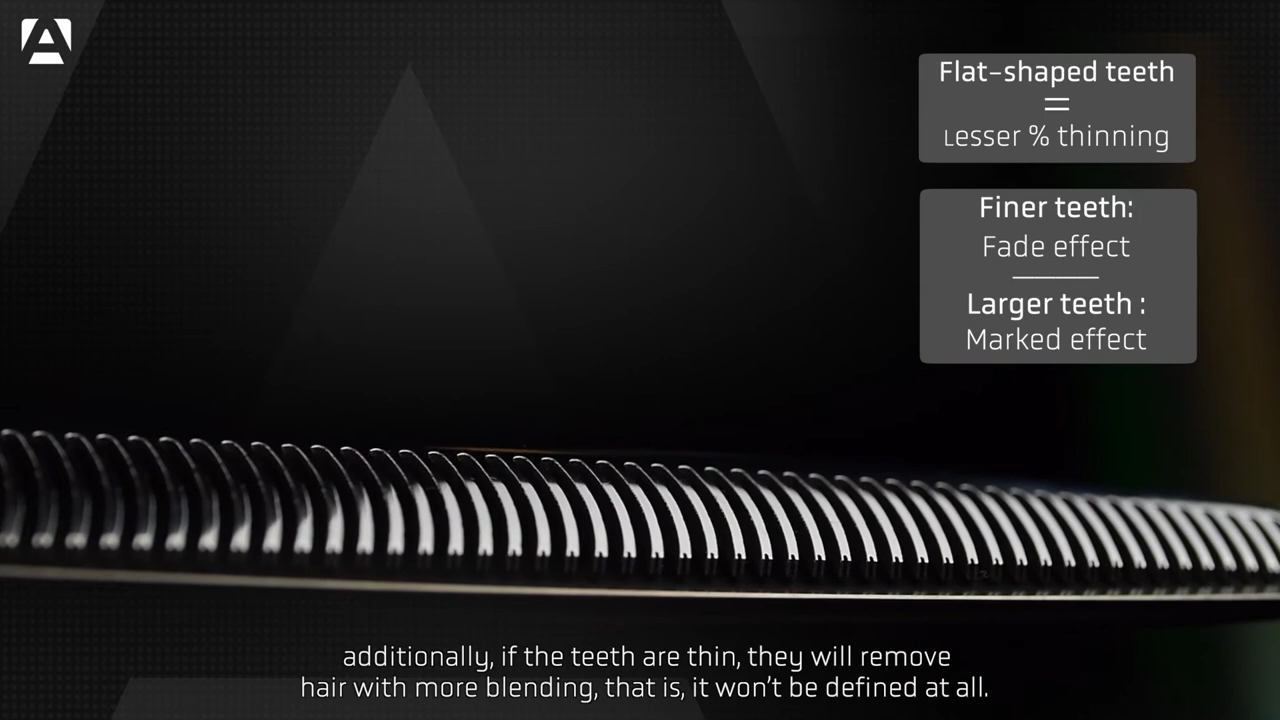 A
Flat-shaped teeth
=
Lesser % thinning
Finer teeth:
Fade effect
Larger teeth :
Marked effect
additionally, if the teeth are thin, they will remove
hair with more blending, that is, it won't be defined at all.